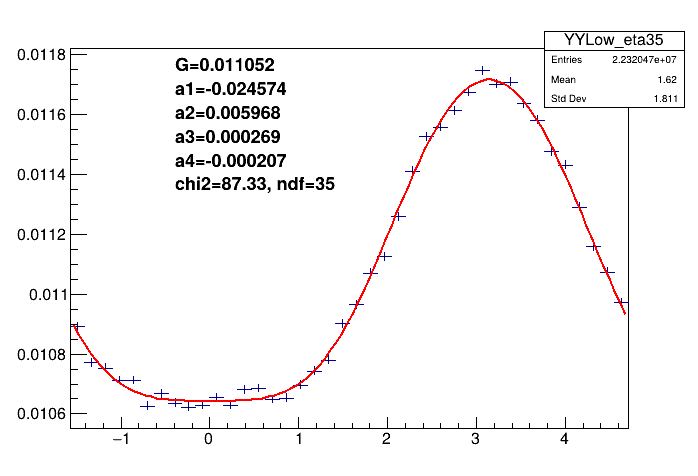 YYLow_eta35
Entries 2.232047e+07
Mean 1.62
Std Dev 1.811
G=0.011052
a1=-0.024574
a2=0.005968
a3=0.000269
a4=-0.000207
chi2=87.33, ndf=35
0.0118
0.0116
0.0114
0.0112
0.011
0.0108
0.0106
−1 0 1 2 3 4